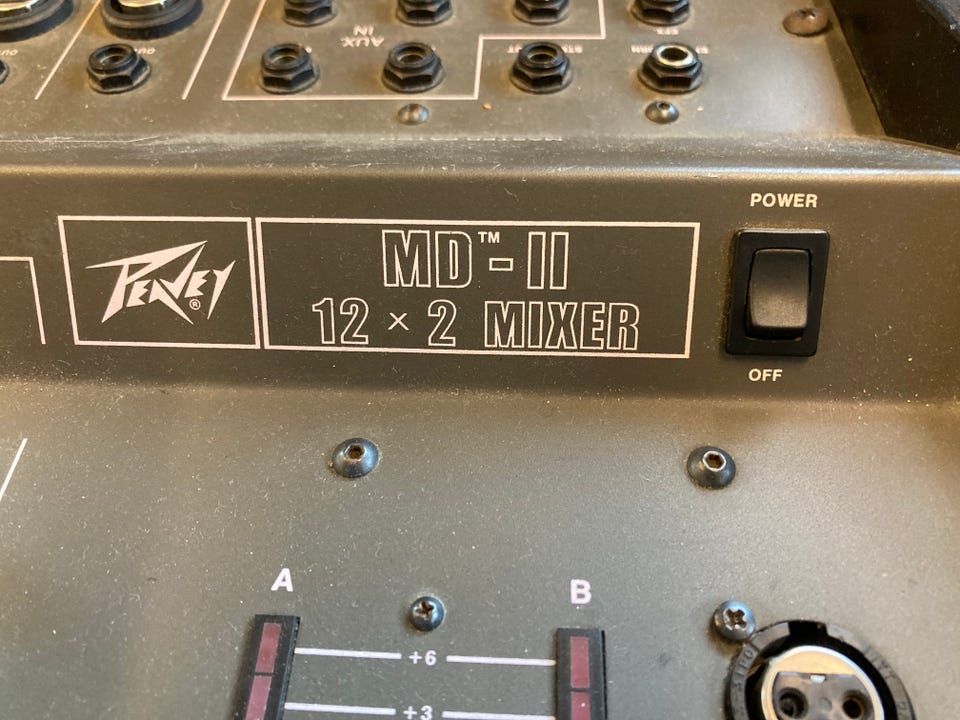 AUX
IN
POWER
PEAVEY®
MD™-II
12 × 2 MIXER
OFF
A
B
+6
+3